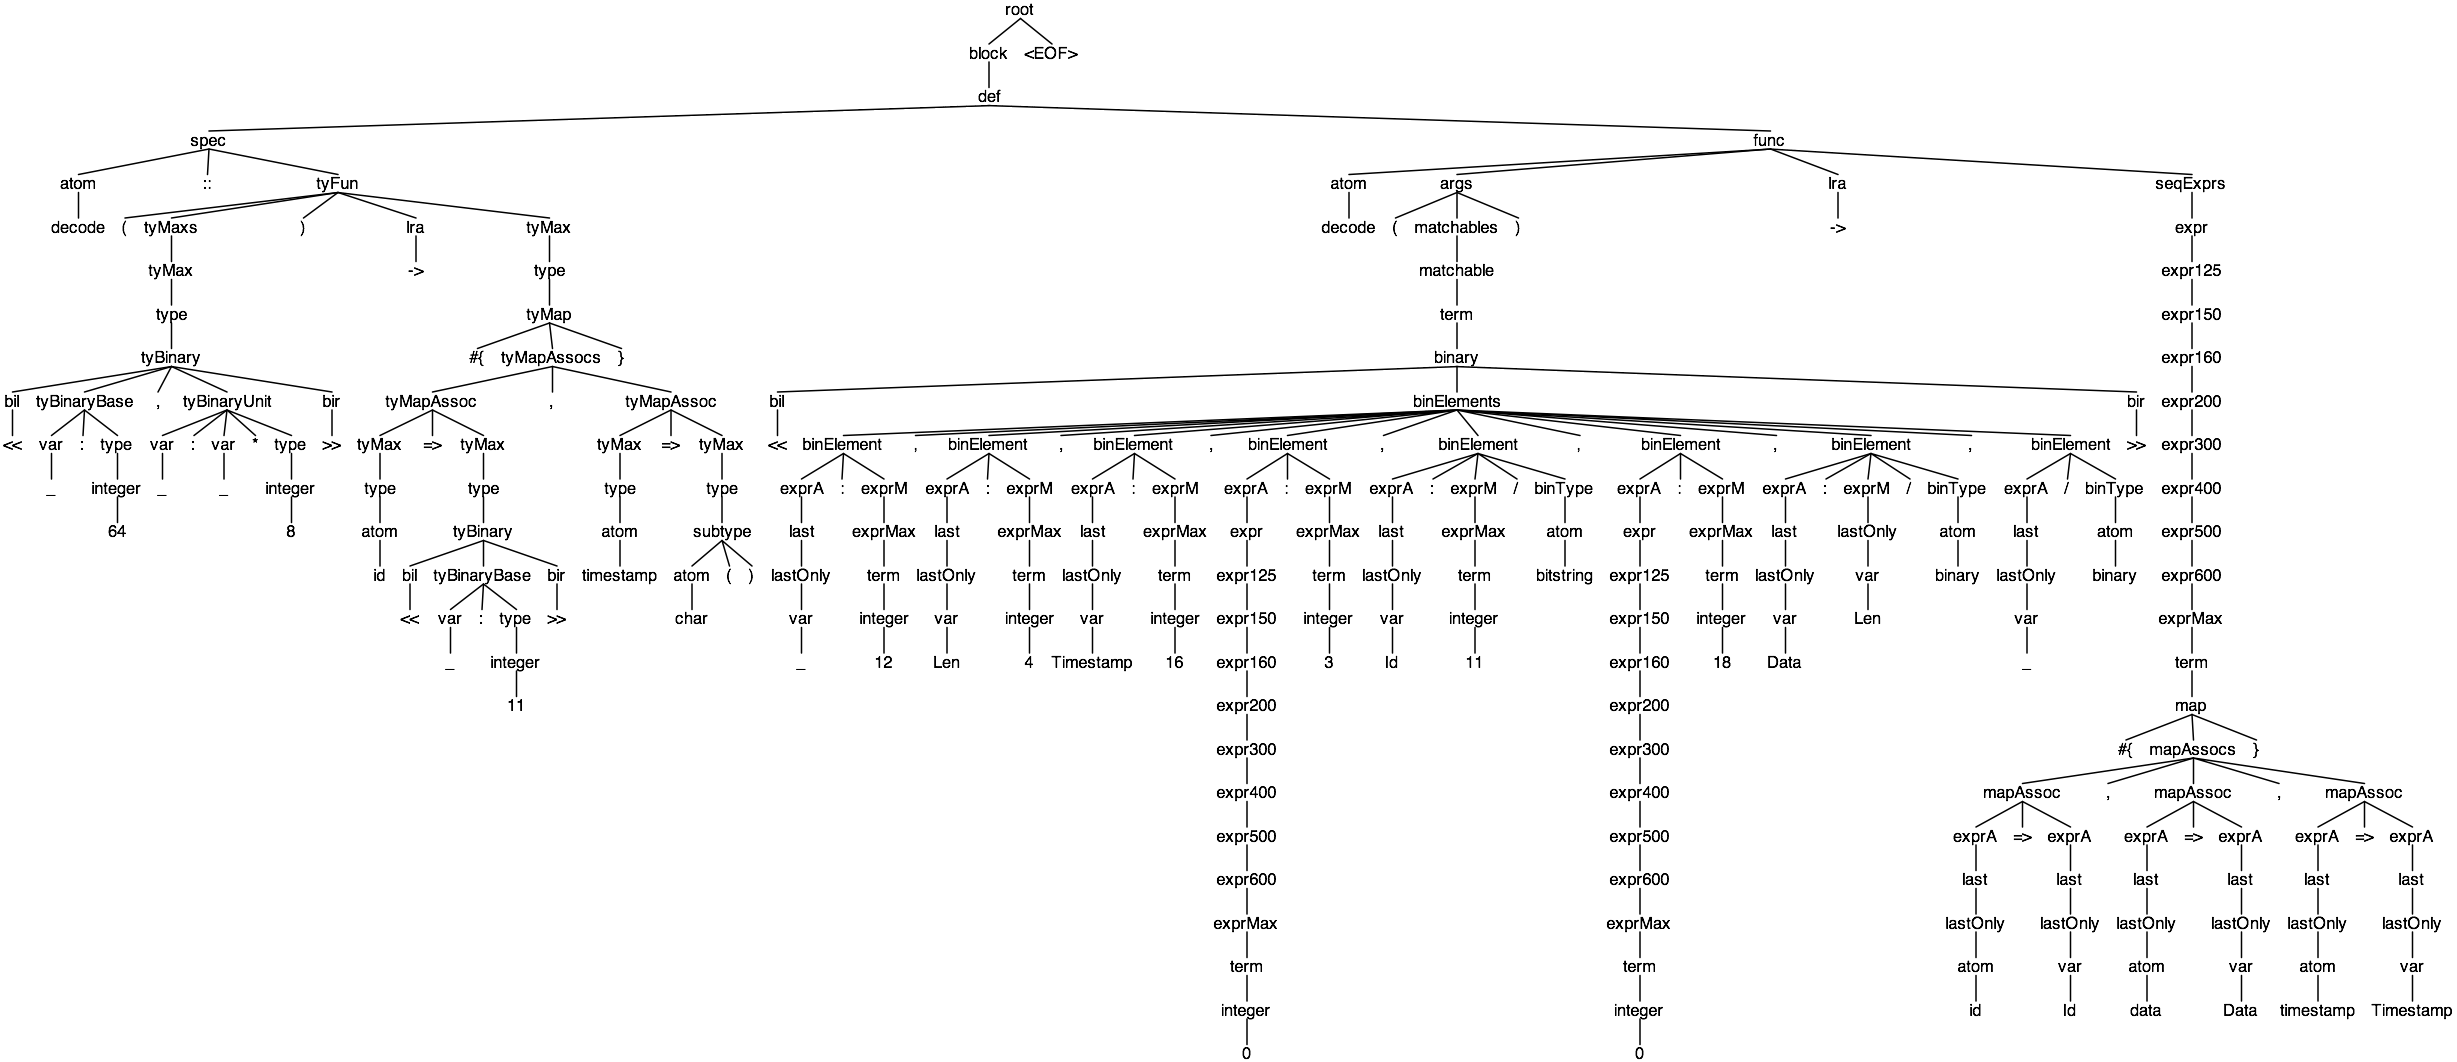 root
block <EOF>
def
spec func
atom :: tyFun atom args lra seqExprs
decode ( tyMaxs ) lra tyMax decode ( matchables ) -> expr
tyMax -> type matchable expr125
type tyMap term expr150
tyBinary #{ tyMapAssocs } binary expr160
bil tyBinaryBase , tyBinaryUnit bir tyMapAssoc , tyMapAssoc bil binElements bir expr200
<< var : type var : var * type >> tyMax => tyMax tyMax => tyMax << binElement , binElement , binElement , binElement , binElement , binElement , binElement , binElement >> expr300
_ integer _ _ integer type type type type exprA : exprM exprA : exprM exprA : exprM exprA : exprM exprA : exprM / binType exprA : exprM exprA : exprM / binType exprA / binType expr400
64 8 atom tyBinary atom subtype last exprMax last exprMax last exprMax expr exprMax last exprMax atom expr exprMax last lastOnly atom last atom expr500
id bil tyBinaryBase bir timestamp atom ( ) lastOnly term lastOnly term lastOnly term expr125 term lastOnly term bitstring expr125 term lastOnly var binary lastOnly binary expr600
<< var : type >> char var integer var integer var integer expr150 integer var integer expr150 integer var Len var exprMax
_ integer _ 12 Len 4 Timestamp 16 expr160 3 Id 11 expr160 18 Data _ term
11 expr200 expr200 map
expr300 expr300 #{ mapAssocs }
expr400 expr400 mapAssoc , mapAssoc , mapAssoc
expr500 expr500 exprA => exprA exprA => exprA exprA => exprA
expr600 expr600 last last last last last last
exprMax exprMax lastOnly lastOnly lastOnly lastOnly lastOnly lastOnly
term term atom var atom var atom var
integer integer id Id data Data timestamp Timestamp
0 0